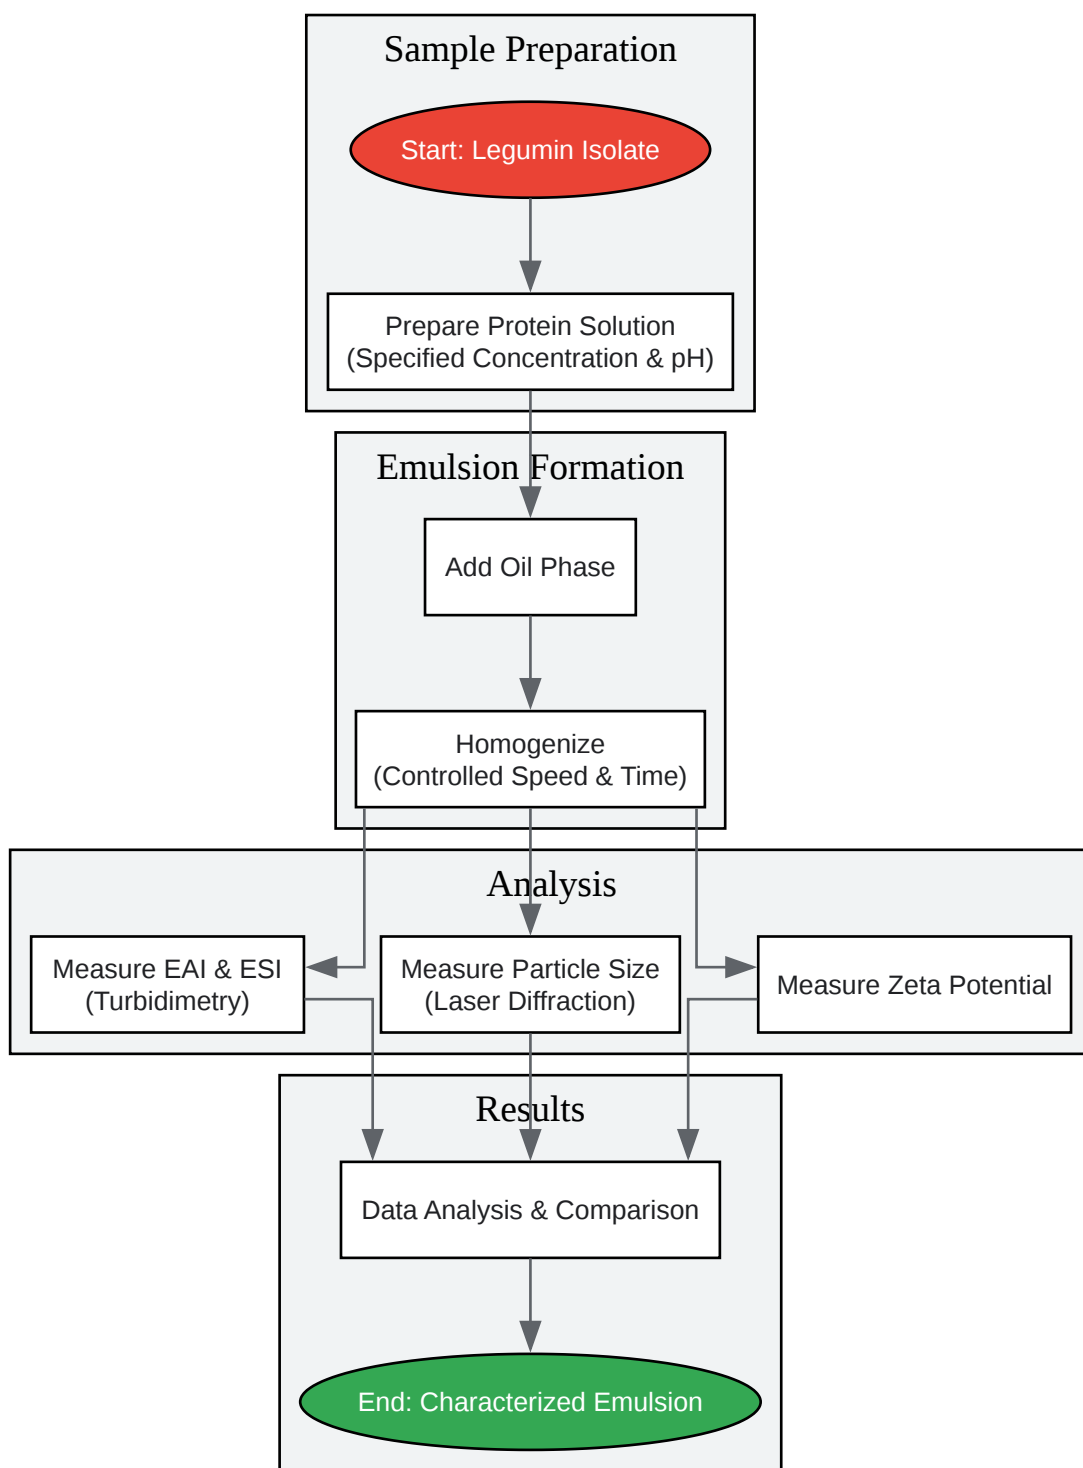 Sample Preparation
Start: Legumin Isolate
Prepare Protein Solution
(Specified Concentration & pH)
Emulsion Formation
Add Oil Phase
Homogenize
(Controlled Speed & Time)
Analysis
Measure EAI & ESI
(Turbidimetry)
Measure Particle Size
(Laser Diffraction)
Measure Zeta Potential
Results
Data Analysis & Comparison
End: Characterized Emulsion